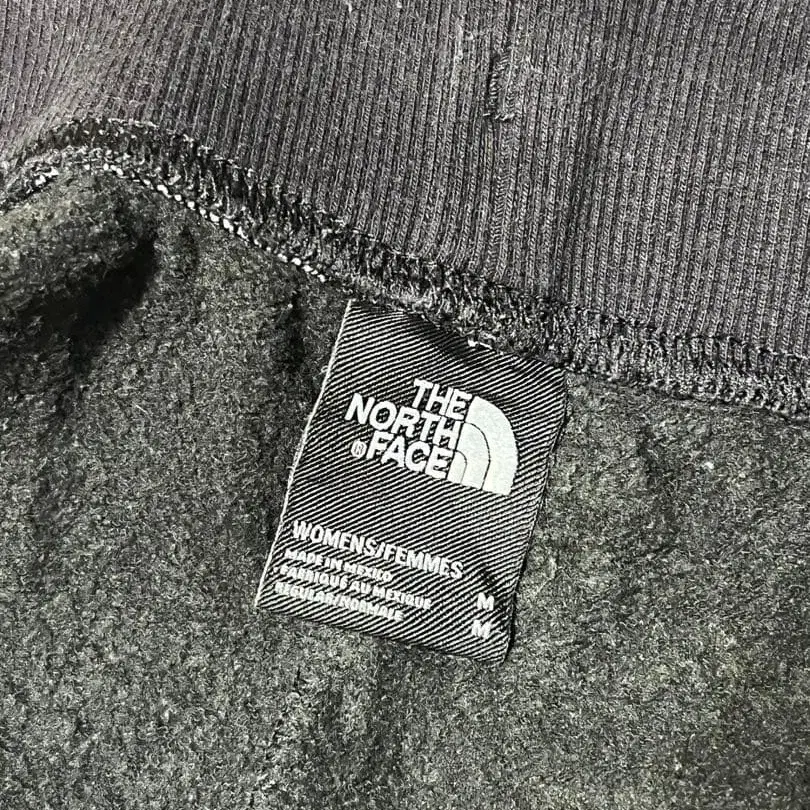 THE
NORTH
®FACE
WOMENS/FEMMES
MADE IN MEXICO
FABRIQUÉ AU MEXIQUE M
REGULAR/NORMALE M